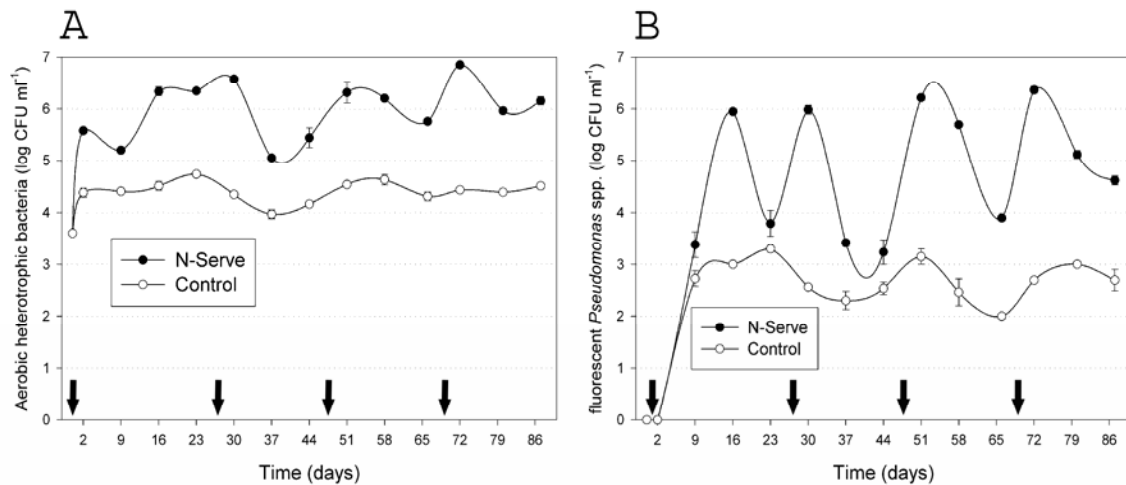 A
Aerobic heterotrophic bacteria (log CFU ml⁻¹)
7
6
5
4
3
2
1
0
N-Serve
Control
2 9 16 23 30 37 44 51 58 65 72 79 86
Time (days)
B
fluorescent Pseudomonas spp. (log CFU ml⁻¹)
7
6
5
4
3
2
1
0
N-Serve
Control
2 9 16 23 30 37 44 51 58 65 72 79 86
Time (days)